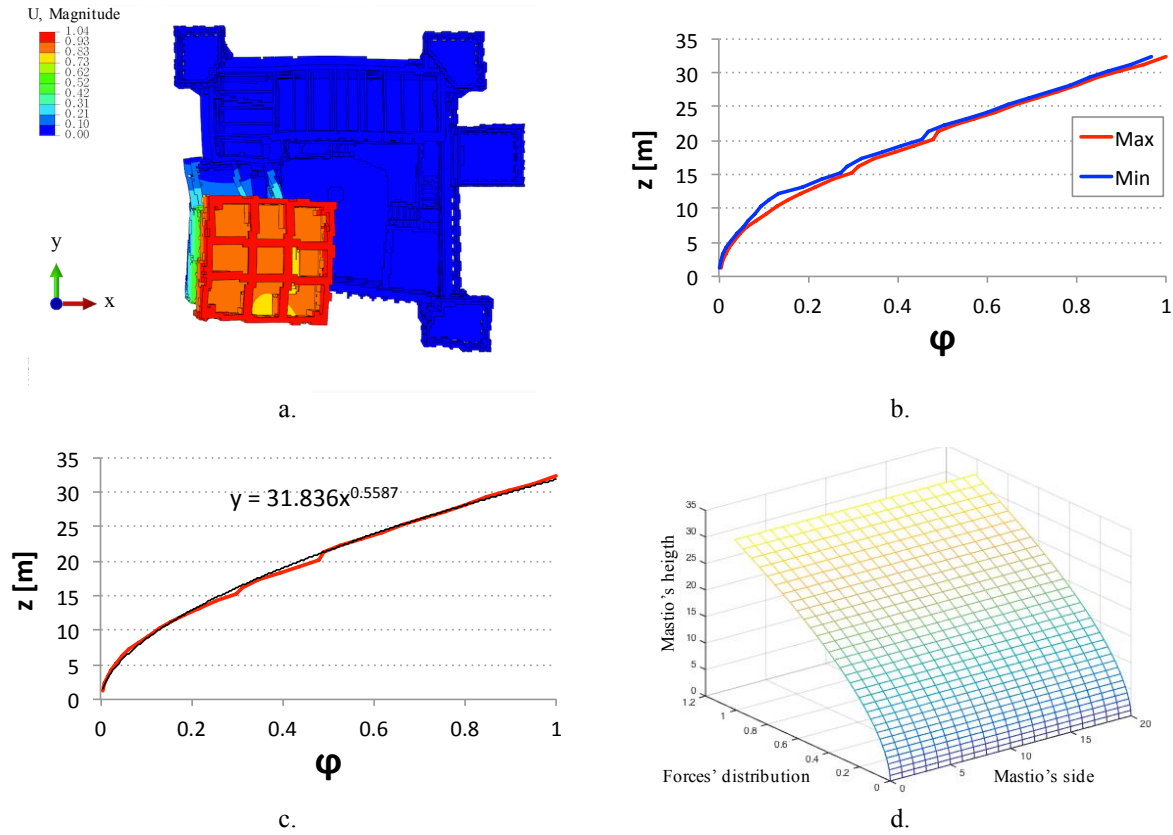 U, Magnitude
1.04
0.93
0.83
0.73
0.62
0.52
0.42
0.31
0.21
0.10
0.00
y
x
a.
35
30
25
20
15
10
5
0
z [m]
Max
Min
0 0.2 0.4 0.6 0.8 1
φ
b.
35
30
25
20
15
10
5
0
z [m]
y = 31.836x^0.5587
0 0.2 0.4 0.6 0.8 1
φ
c.
35
30
25
20
15
10
5
0
Mastio's heigth
1.2
1
0.8
0.6
0.4
0.2
0
Forces' distribution
0
5
10
15
20
Mastio's side
d.